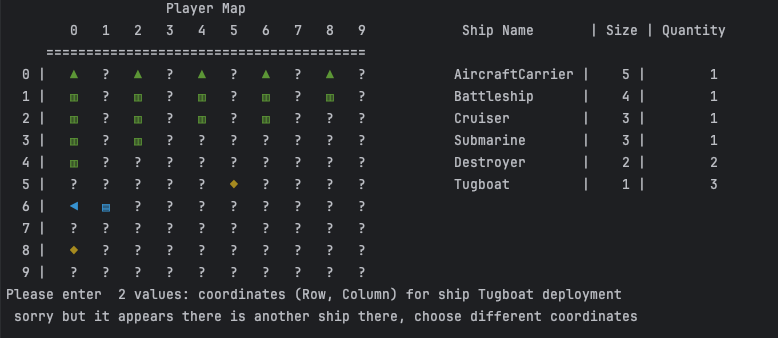 Player Map
0 1 2 3 4 5 6 7 8 9 Ship Name | Size | Quantity
========================================
0 | ▲ ? ▲ ? ▲ ? ▲ ? ▲ ? AircraftCarrier | 5 | 1
1 | ▥ ? ▥ ? ▥ ? ▥ ? ▥ ? Battleship | 4 | 1
2 | ▥ ? ▥ ? ▥ ? ▥ ? ? ? Cruiser | 3 | 1
3 | ▥ ? ▥ ? ? ? ? ? ? ? Submarine | 3 | 1
4 | ▥ ? ? ? ? ? ? ? ? ? Destroyer | 2 | 2
5 | ? ? ? ? ? ◆ ? ? ? ? Tugboat | 1 | 3
6 | ◄ ▤ ? ? ? ? ? ? ? ?
7 | ? ? ? ? ? ? ? ? ? ?
8 | ◆ ? ? ? ? ? ? ? ? ?
9 | ? ? ? ? ? ? ? ? ? ?
Please enter  2 values: coordinates (Row, Column) for ship Tugboat deployment
sorry but it appears there is another ship there, choose different coordinates